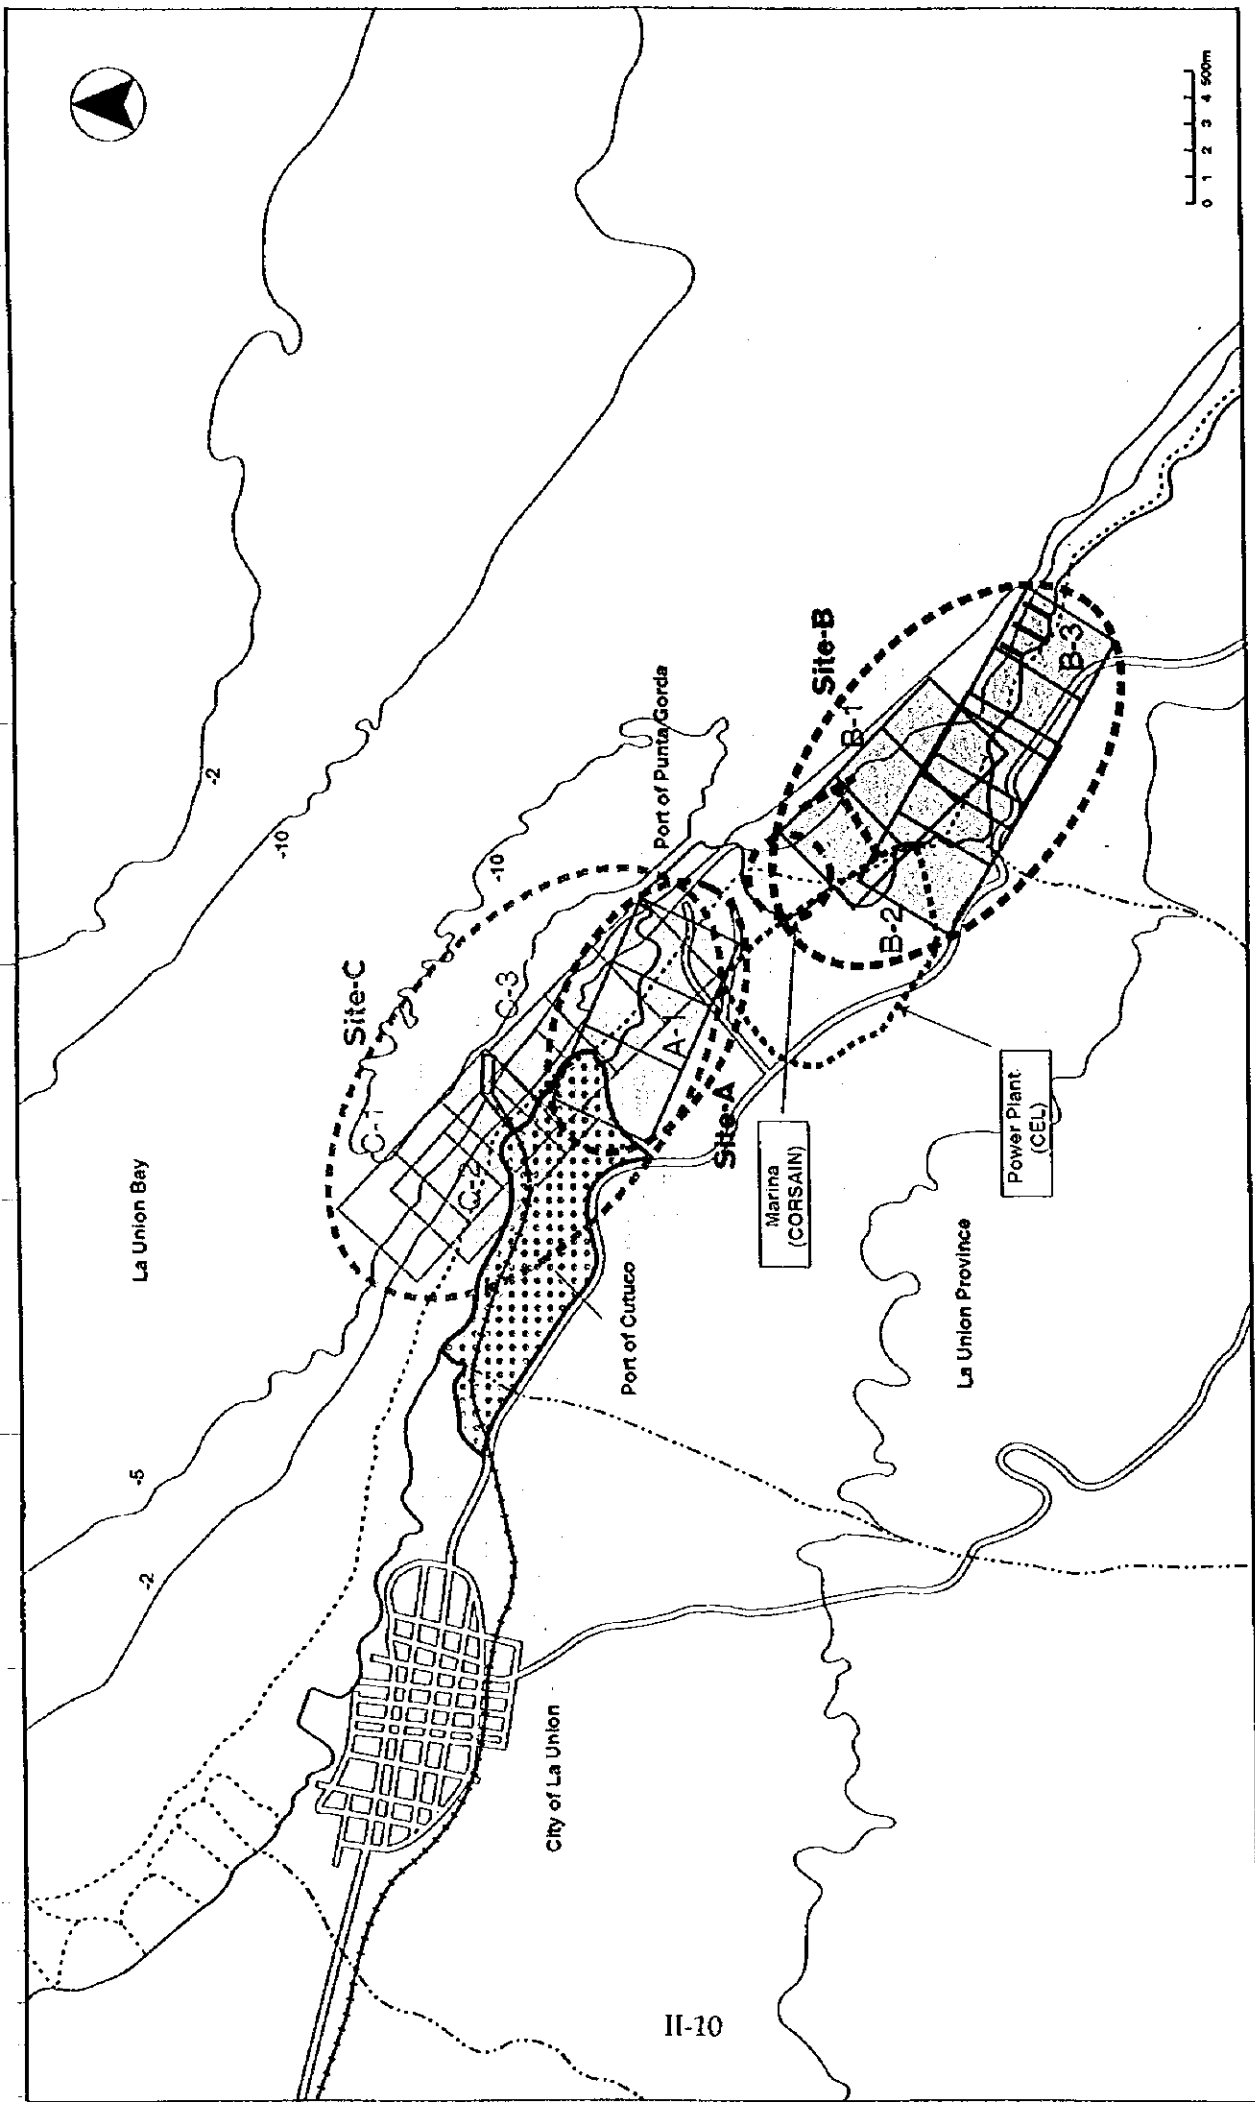 La Union Bay
-2
-10
-10
-5
-2
Site-C
C-1
C-2
C-3
Port of Punta Gorda
Site-B
B-1
B-2
B-3
Site-A
A-1
Port of Cutuco
City of La Union
Marina
(CORSAIN)
Power Plant
(CEL)
La Union Province
0 1 2 3 4 500m
II-10